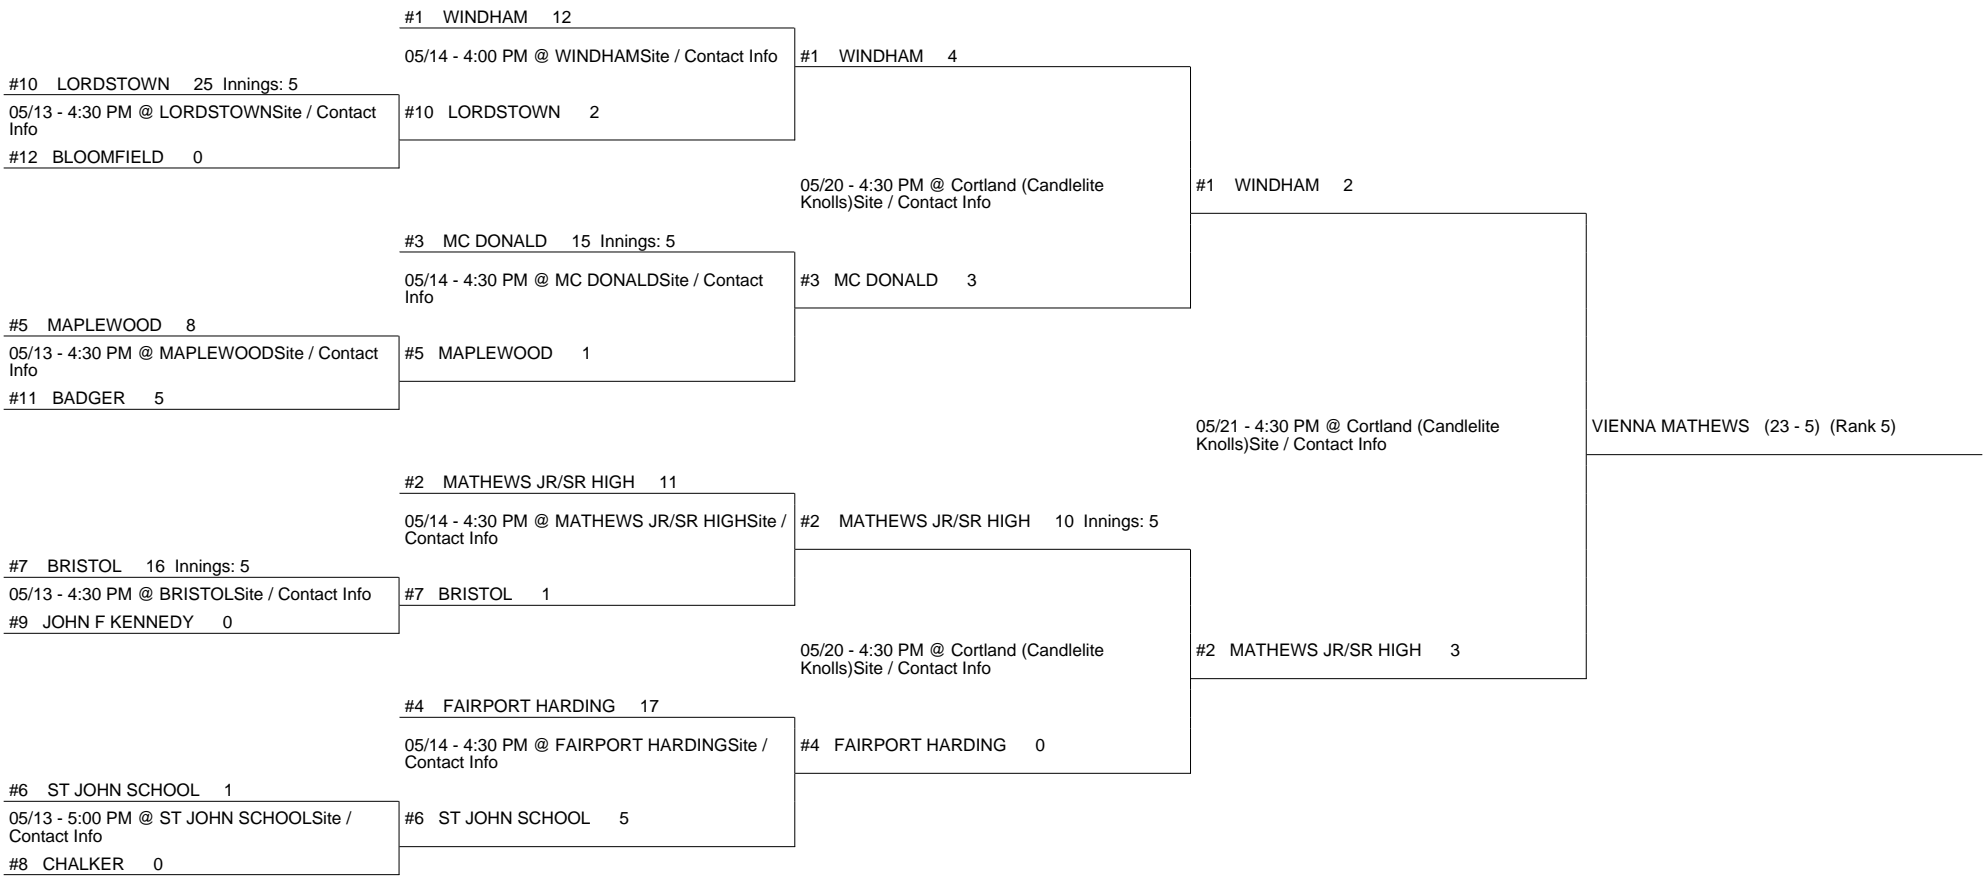 #1 WINDHAM 12
05/14 - 4:00 PM @ WINDHAMSite / Contact Info
#1 WINDHAM 4
#10 LORDSTOWN 25 Innings: 5
05/13 - 4:30 PM @ LORDSTOWNSite / Contact
Info
#10 LORDSTOWN 2
#12 BLOOMFIELD 0
05/20 - 4:30 PM @ Cortland (Candlelite
Knolls)Site / Contact Info
#1 WINDHAM 2
#3 MC DONALD 15 Innings: 5
05/14 - 4:30 PM @ MC DONALDSite / Contact
Info
#3 MC DONALD 3
#5 MAPLEWOOD 8
05/13 - 4:30 PM @ MAPLEWOODSite / Contact
Info
#5 MAPLEWOOD 1
#11 BADGER 5
05/21 - 4:30 PM @ Cortland (Candlelite
Knolls)Site / Contact Info
VIENNA MATHEWS (23 - 5) (Rank 5)
#2 MATHEWS JR/SR HIGH 11
05/14 - 4:30 PM @ MATHEWS JR/SR HIGHSite /
Contact Info
#2 MATHEWS JR/SR HIGH 10 Innings: 5
#7 BRISTOL 16 Innings: 5
05/13 - 4:30 PM @ BRISTOLSite / Contact Info
#7 BRISTOL 1
#9 JOHN F KENNEDY 0
05/20 - 4:30 PM @ Cortland (Candlelite
Knolls)Site / Contact Info
#2 MATHEWS JR/SR HIGH 3
#4 FAIRPORT HARDING 17
05/14 - 4:30 PM @ FAIRPORT HARDINGSite /
Contact Info
#4 FAIRPORT HARDING 0
#6 ST JOHN SCHOOL 1
05/13 - 5:00 PM @ ST JOHN SCHOOLSite /
Contact Info
#6 ST JOHN SCHOOL 5
#8 CHALKER 0